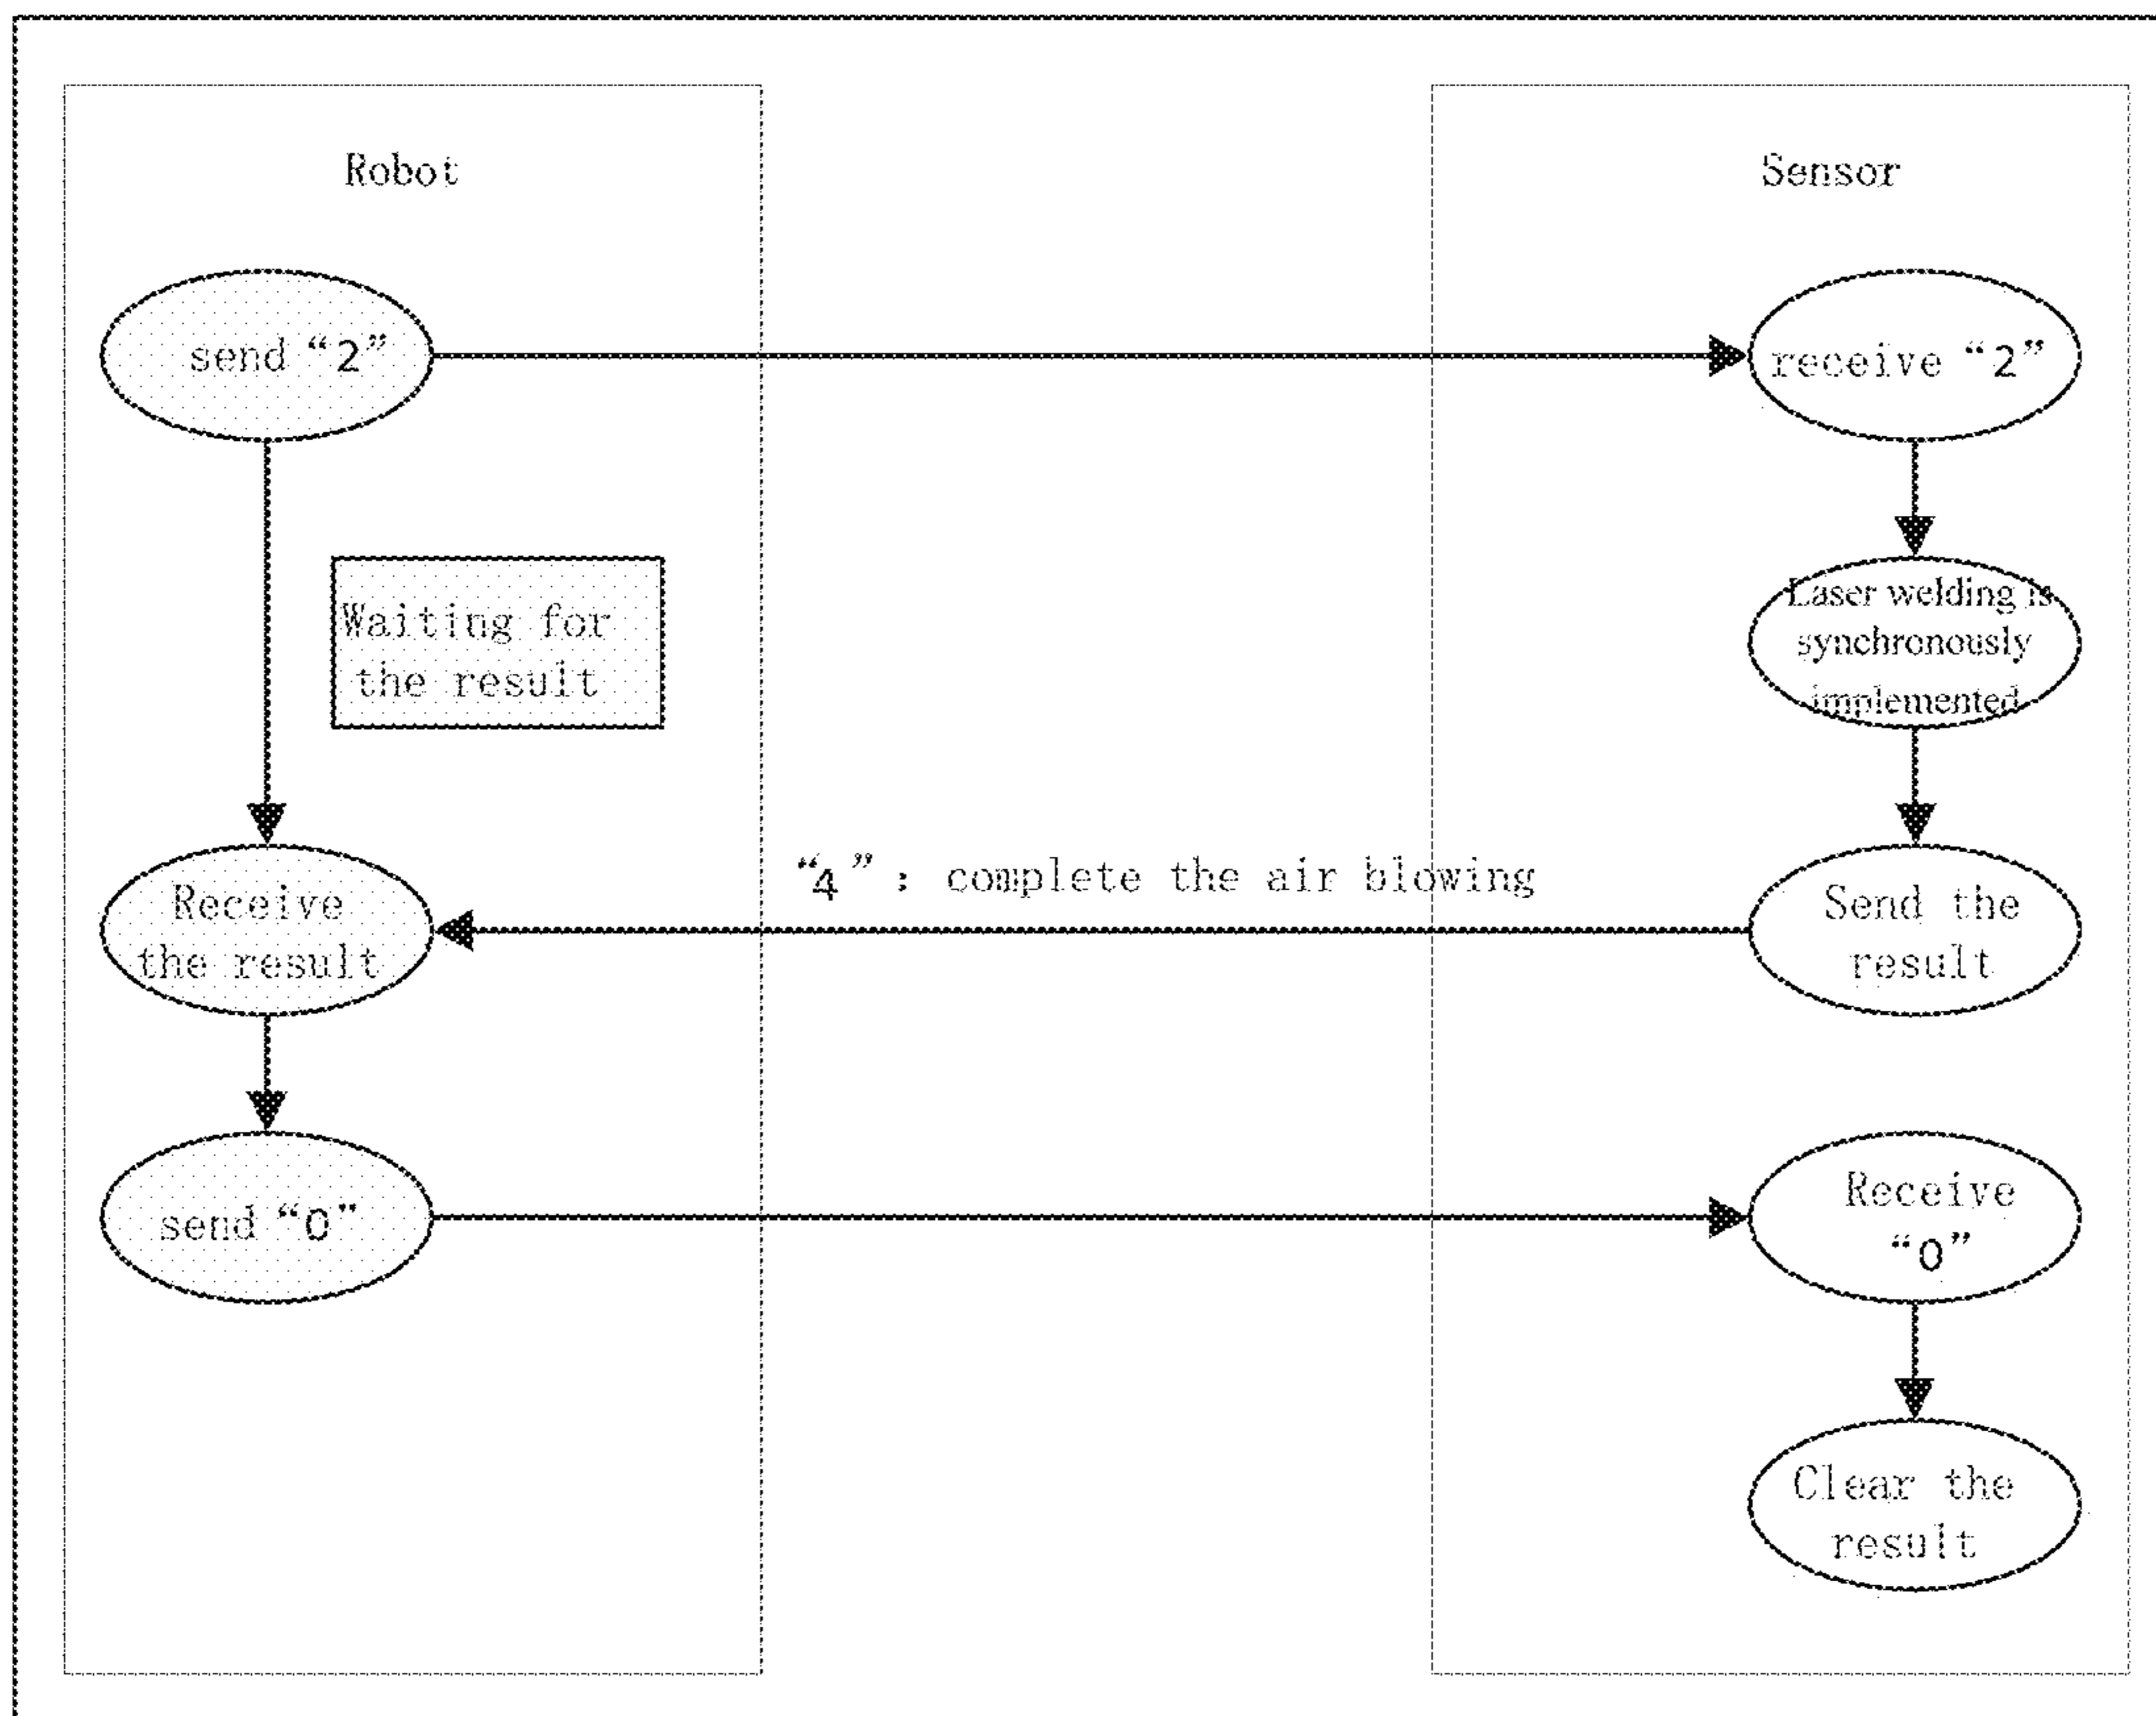 Robot
Sensor
send “2”
receive “2”
Waiting for
the result
Laser welding is
synchronously
implemented
“4”: complete the air blowing
Receive
the result
Send the
result
send “0”
Receive
“0”
Clear the
result